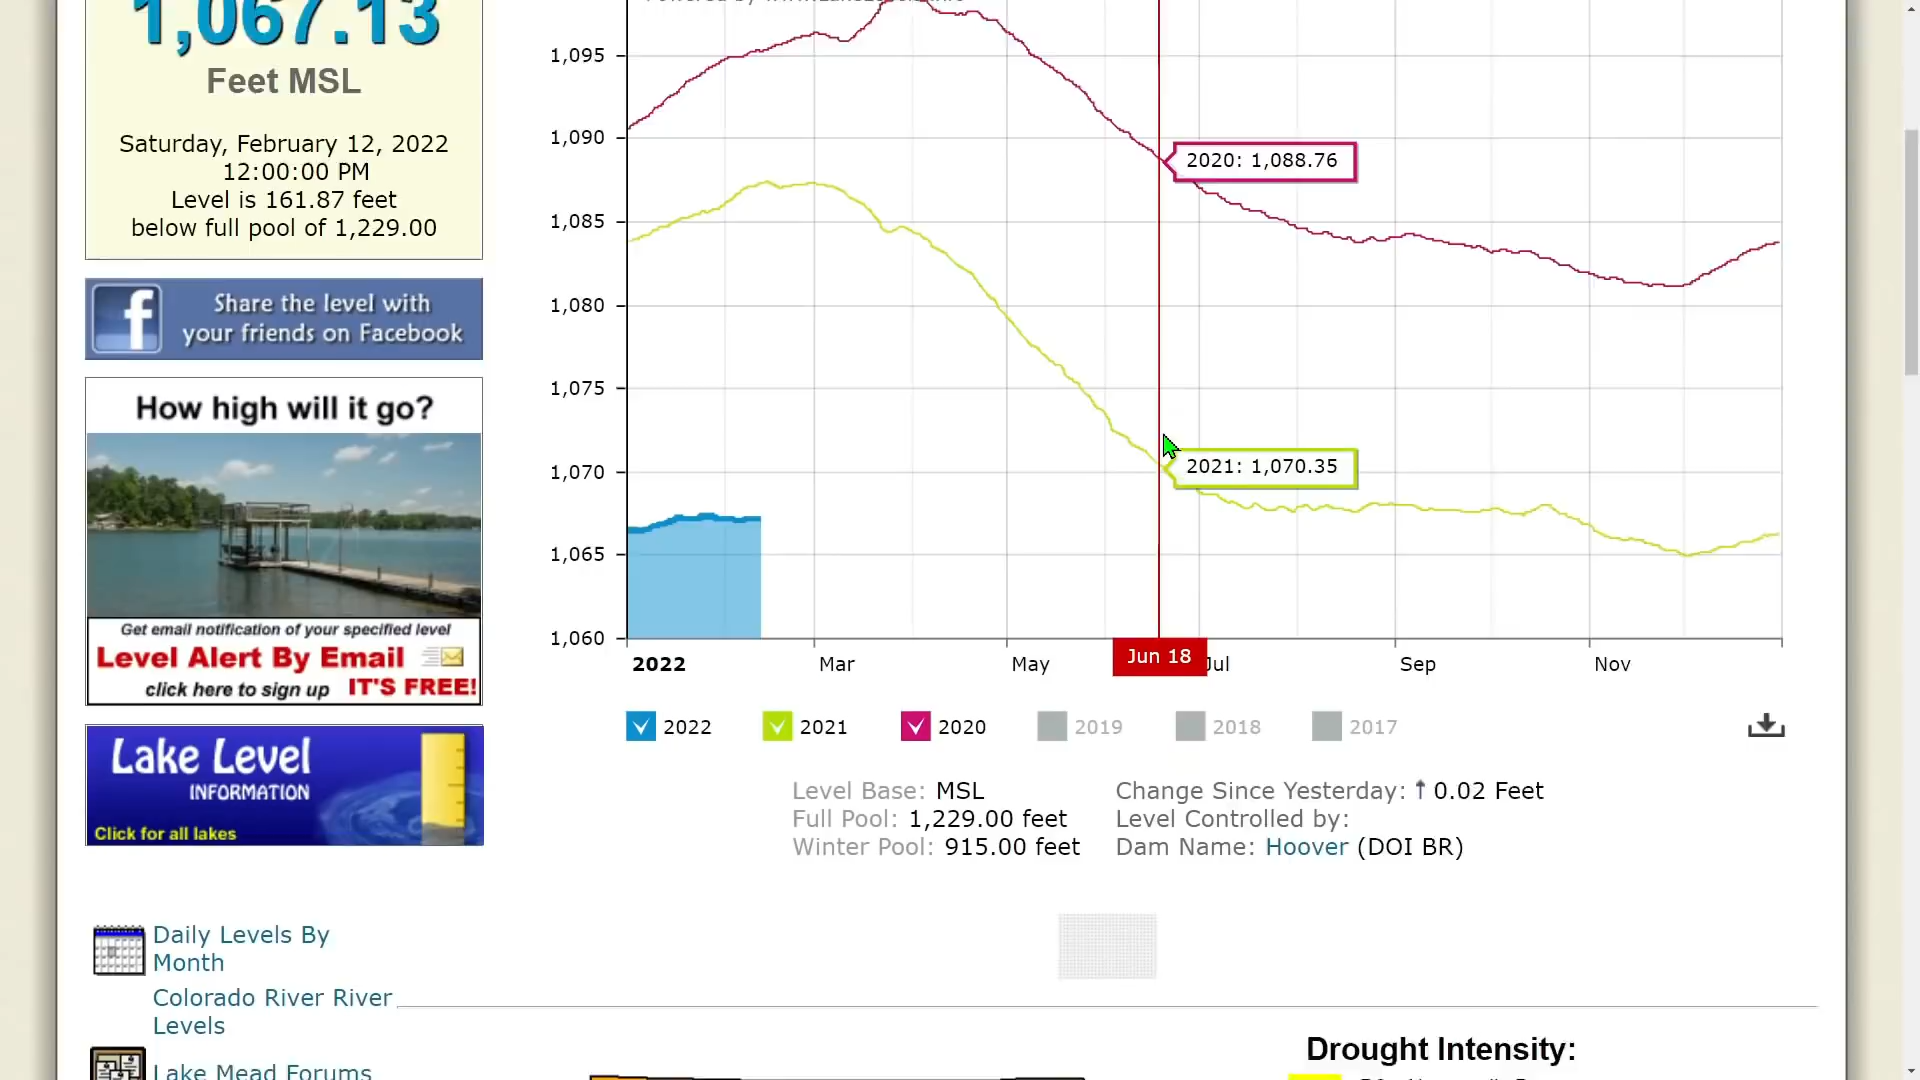 1,067.13
Feet MSL
Saturday, February 12, 2022
12:00:00 PM
Level is 161.87 feet
below full pool of 1,229.00
Share the level with
your friends on Facebook
How high will it go?
Get email notification of your specified level
Level Alert By Email
click here to sign up IT'S FREE!
Lake Level
INFORMATION
Click for all lakes
Daily Levels By
Month
Colorado River River
Levels
Lake Mead Forums
1,095
1,090
1,085
1,080
1,075
1,070
1,065
1,060
2020: 1,088.76
2021: 1,070.35
2022 Mar May Jun 18 Jul Sep Nov
2022 2021 2020 2019 2018 2017
Level Base: MSL
Full Pool: 1,229.00 feet
Winter Pool: 915.00 feet
Change Since Yesterday: ↑ 0.02 Feet
Level Controlled by:
Dam Name: Hoover (DOI BR)
Drought Intensity: